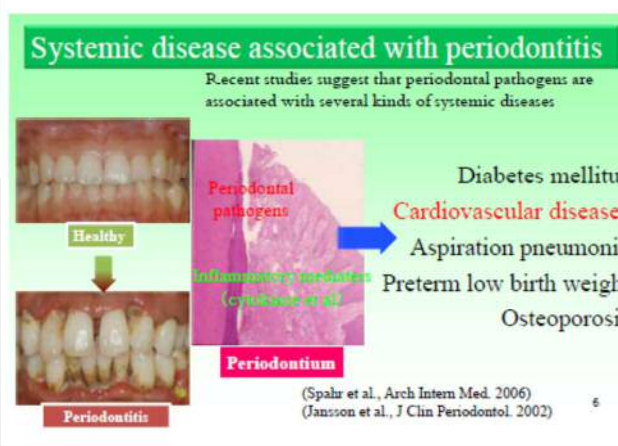 Systemic disease associated with periodontitis
Recent studies suggest that periodontal pathogens are
associated with several kinds of systemic diseases
Healthy
Periodontitis
Periodontal
pathogens
Inflammatory mediaters
(cytokine et al)
Periodontium
Diabetes mellitu
Cardiovascular disease
Aspiration pneumoni
Preterm low birth weigh
Osteoporosi
(Spahr et al., Arch Intern Med. 2006)
(Jansson et al., J Clin Periodontol. 2002)
6